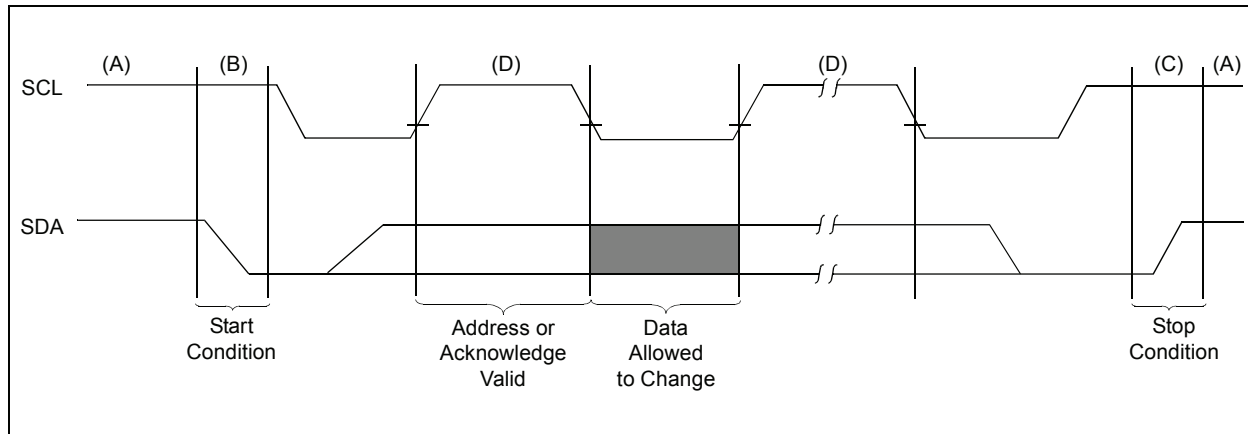 (A) (B) (D) (D) (C) (A)
SCL
SDA
Start
Condition
Address or
Acknowledge
Valid
Data
Allowed
to Change
Stop
Condition